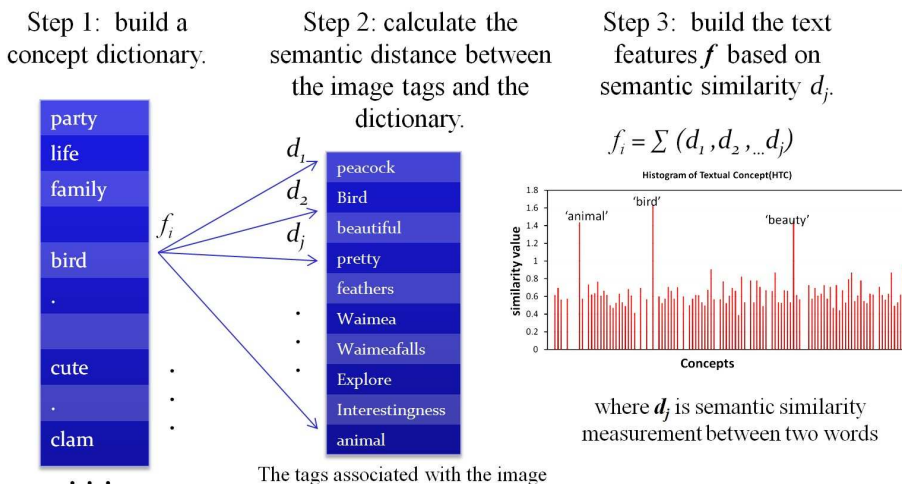 Step 1: build a
concept dictionary.
party
life
family
bird
.
cute
.
clam
. . .
Step 2: calculate the
semantic distance between
the image tags and the
dictionary.
d1
d2
dj
fi
peacock
Bird
beautiful
pretty
feathers
Waimea
Waimeafalls
Explore
Interestingness
animal
The tags associated with the image
Step 3: build the text
features f based on
semantic similarity dj.
fi = ∑ (d1 ,d2 ,...dj)
Histogram of Textual Concept(HTC)
similarity value
1.8
1.6
1.4
1.2
1
0.8
0.6
0.4
0.2
0
'animal'
'bird'
'beauty'
Concepts
where dj is semantic similarity
measurement between two words